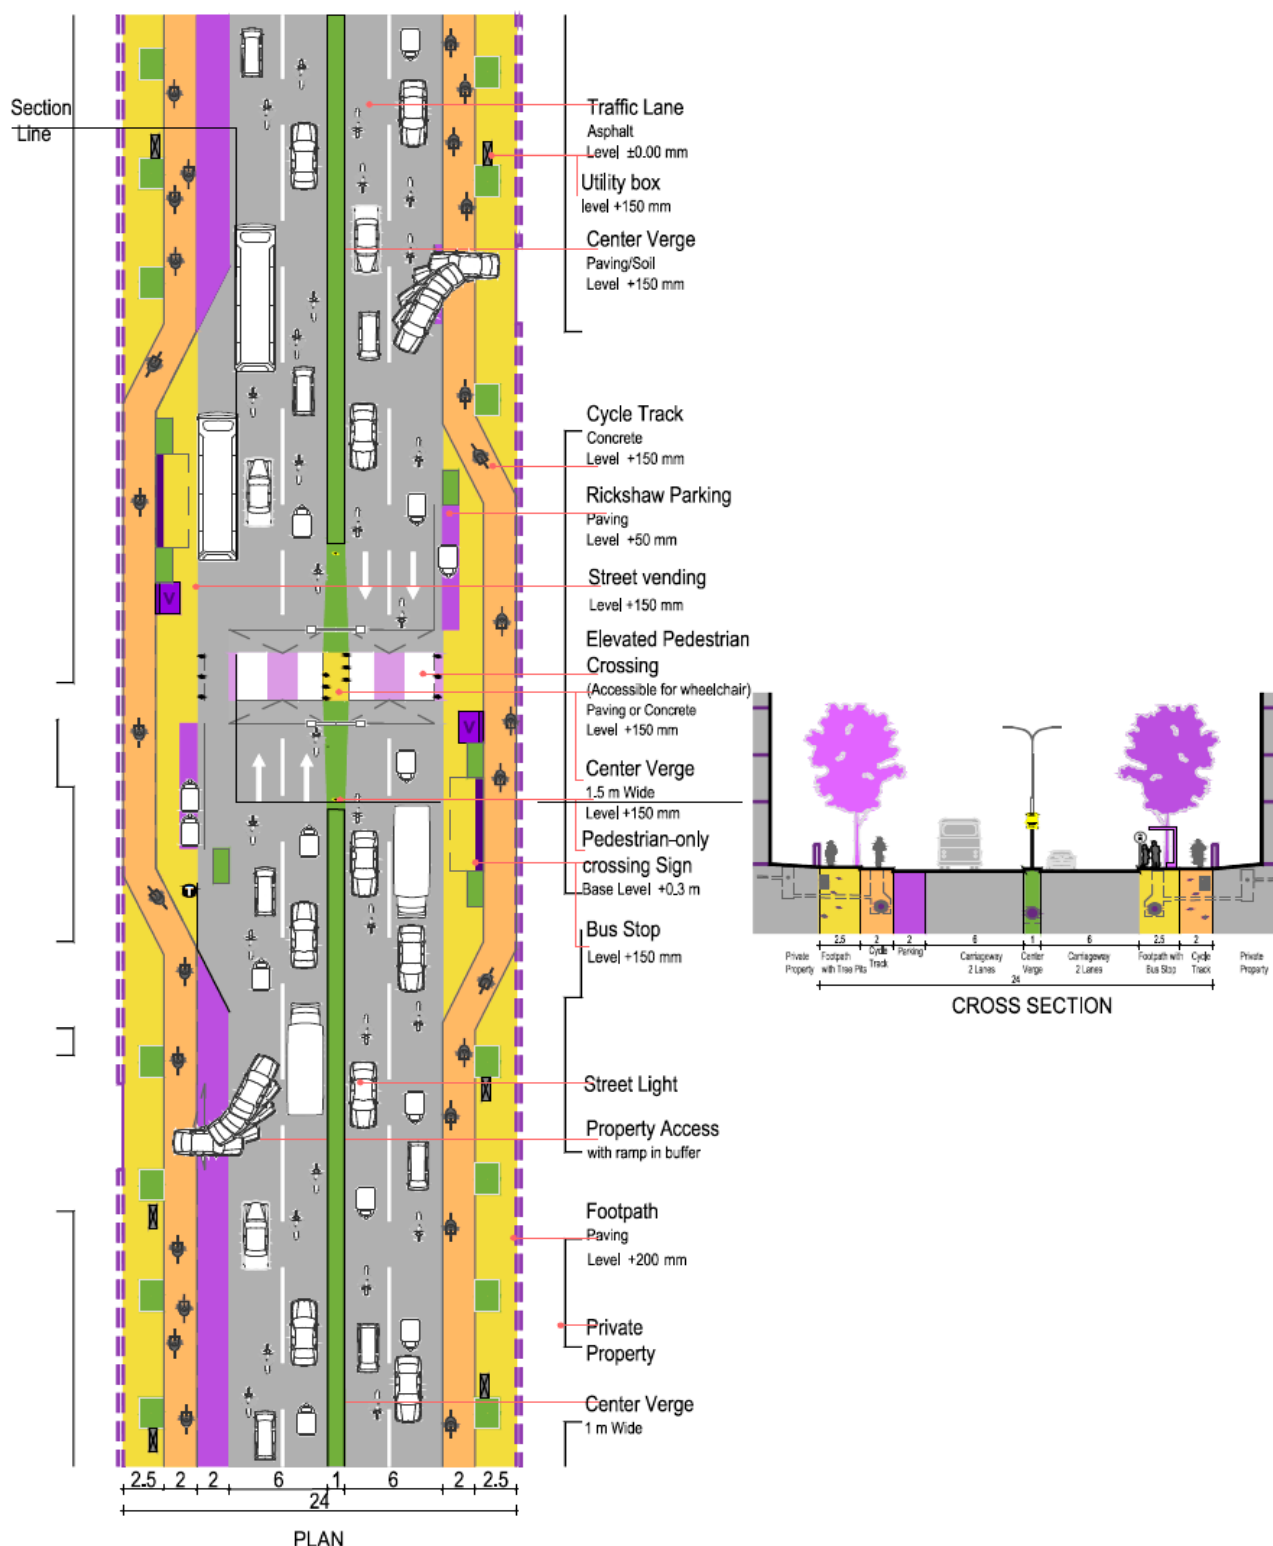 Section
Line
Traffic Lane
Asphalt
Level ±0.00 mm
Utility box
level +150 mm
Center Verge
Paving/Soil
Level +150 mm
Cycle Track
Concrete
Level +150 mm
Rickshaw Parking
Paving
Level +50 mm
Street vending
Level +150 mm
Elevated Pedestrian
Crossing
(Accessible for wheelchair)
Paving or Concrete
Level +150 mm
Center Verge
1.5 m Wide
Level +150 mm
Pedestrian-only
crossing Sign
Base Level +0.3 m
Bus Stop
Level +150 mm
Street Light
Property Access
with ramp in buffer
Footpath
Paving
Level +200 mm
Private
Property
Center Verge
1 m Wide
V
V
T
2.5 2 2 6 1 6 2 2.5
24
PLAN
2.5 2 2 6 1 6 2.5 2
Private
Property
Footpath
with Tree Pits
Cycle
Track
Parking
Carriageway
2 Lanes
Center
Verge
Carriageway
2 Lanes
Footpath with
Bus Stop
Cycle
Track
Private
Property
24
CROSS SECTION